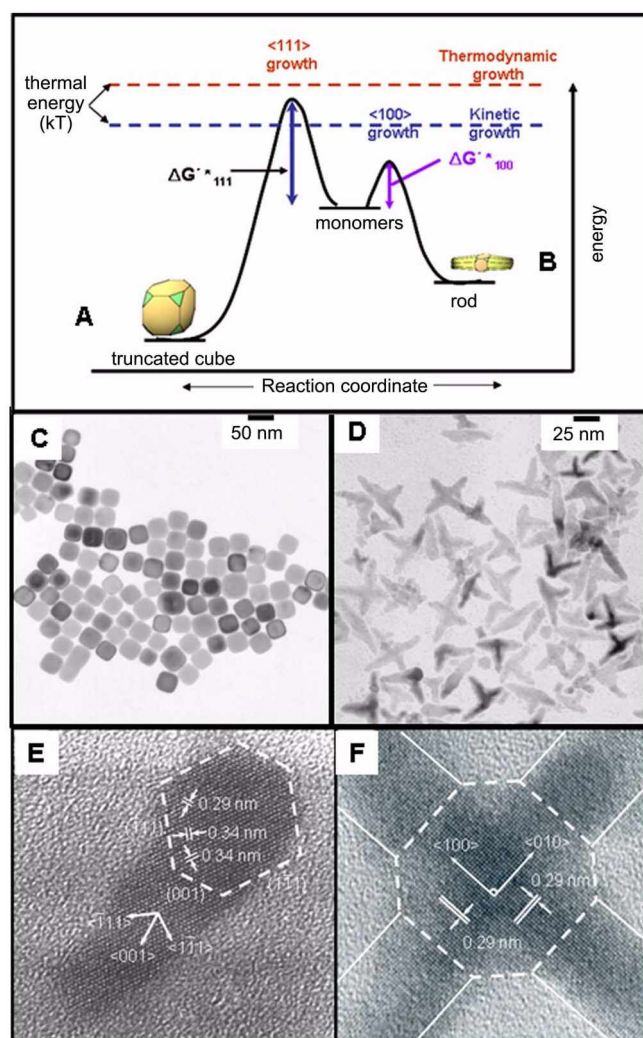 <111>
growth
Thermodynamic
growth
thermal
energy
(kT)
<100>
growth
Kinetic
growth
ΔG´*111
ΔG´*100
monomers
energy
B
A
rod
truncated cube
Reaction coordinate
C
50 nm
D
25 nm
E
0.29 nm
0.34 nm
0.34 nm
(001)
<111>
<001>
<111>
F
<100>
<010>
0.29 nm
0.29 nm